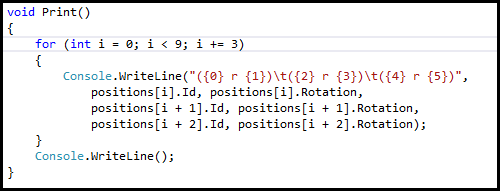 void Print()
{
    for (int i = 0; i < 9; i += 3)
    {
        Console.WriteLine("({0} r {1})\t({2} r {3})\t({4} r {5})",
            positions[i].Id, positions[i].Rotation,
            positions[i + 1].Id, positions[i + 1].Rotation,
            positions[i + 2].Id, positions[i + 2].Rotation);
    }
    Console.WriteLine();
}